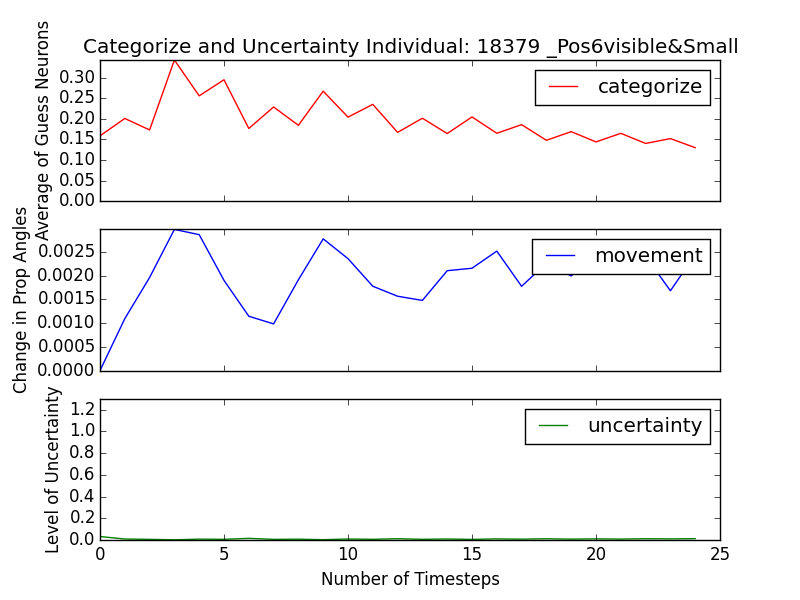 Categorize and Uncertainty Individual: 18379 _Pos6visible&Small
Average of Guess Neurons
0.30
0.25
0.20
0.15
0.10
0.05
0.00
categorize
Change in Prop Angles
0.0025
0.0020
0.0015
0.0010
0.0005
0.0000
movement
Level of Uncertainty
1.2
1.0
0.8
0.6
0.4
0.2
0.0
uncertainty
0 5 10 15 20 25
Number of Timesteps